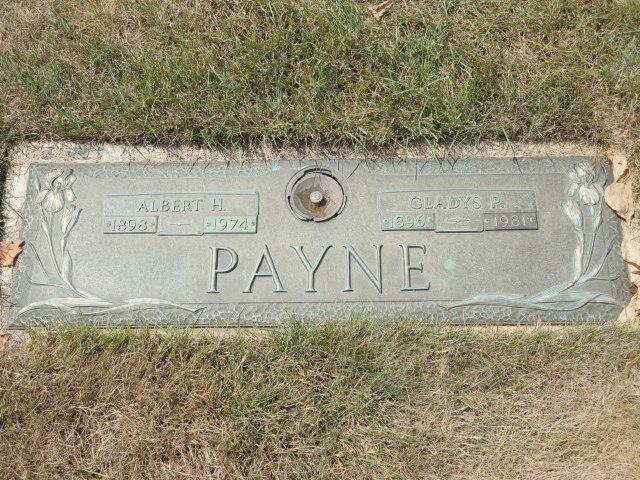 ALBERT H.
1898 1974
GLADYS P.
1896 1981
PAYNE